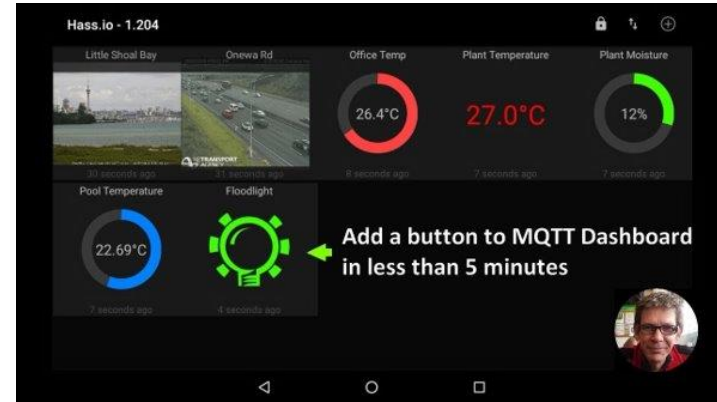 Hass.io - 1.204
Little Shoal Bay
Onewa Rd
Office Temp
Plant Temperature
Plant Moisture
26.4°C
27.0°C
12%
30 seconds ago
31 seconds ago
6 seconds ago
7 seconds ago
7 seconds ago
Pool Temperature
Floodlight
22.69°C
Add a button to MQTT Dashboard
in less than 5 minutes
7 seconds ago
4 seconds ago